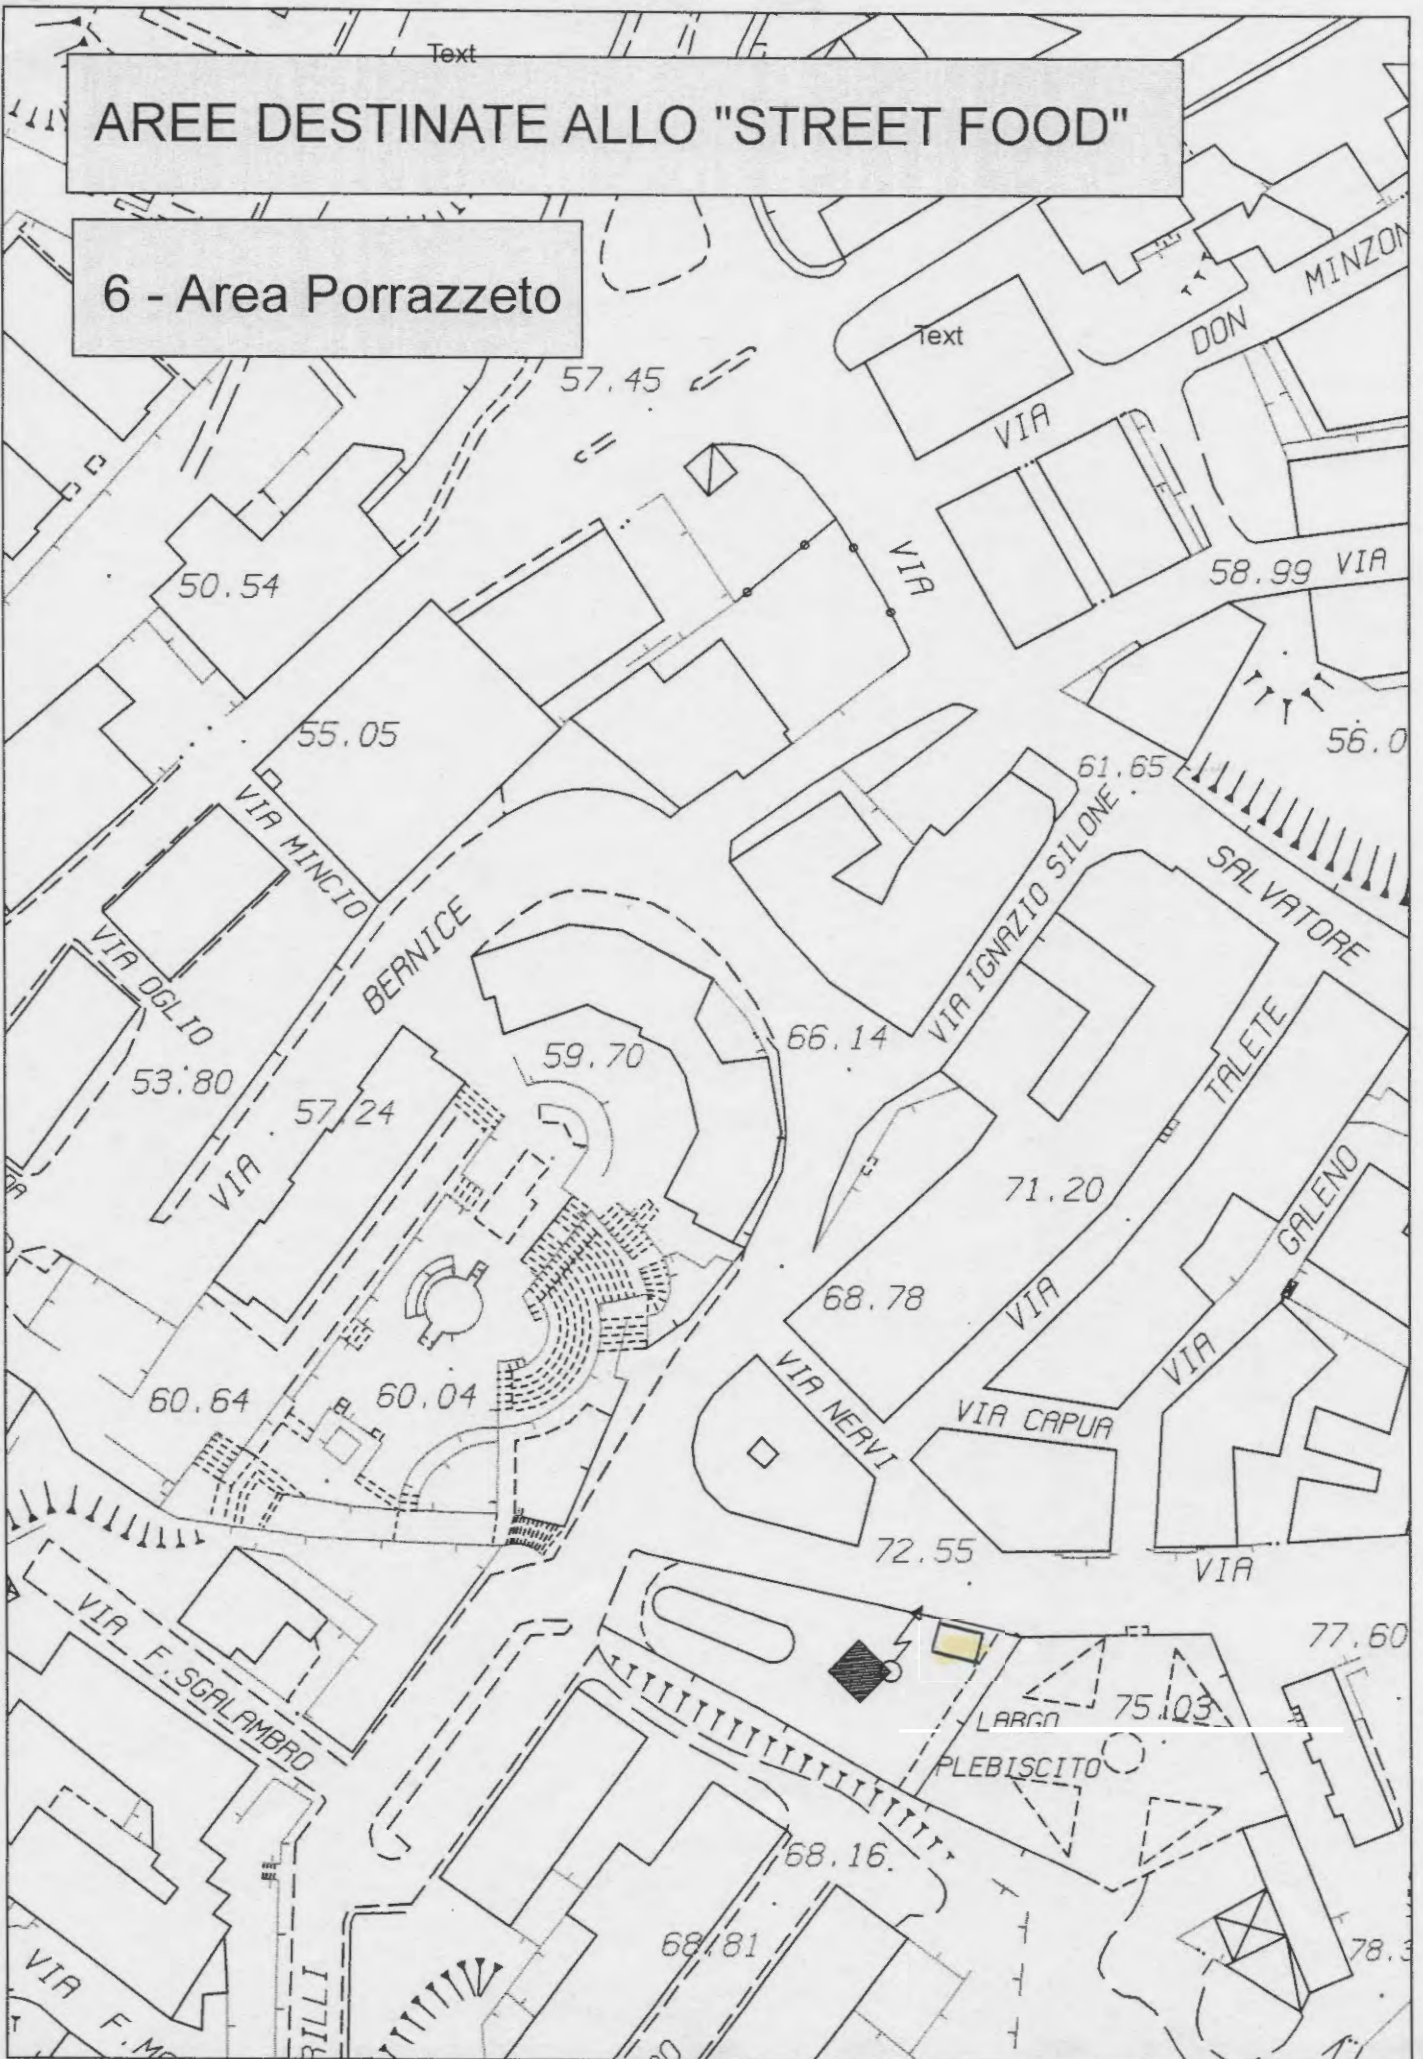 Text
AREE DESTINATE ALLO "STREET FOOD"
6 - Area Porrazzeto
MINZON
DON
Text
57.45
VIA
VIA
58.99
VIA
50.54
55.05
56.0
61.65
VIA MINCIO
VIA IGNAZIO SILONE
SALVATORE
BERNICE
VIA OGLIO
66.14
59.70
TALETE
53.80
57.24
VIA
71.20
GALENO
68.78
VIA
VIA
60.64
60.04
VIA NERVI
VIA CAPUA
72.55
VIA
VIA F.SGALAMBRO
77.60
75.03
LARGO
PLEBISCITO
68.16
68.81
78.3
VIA
RILLI